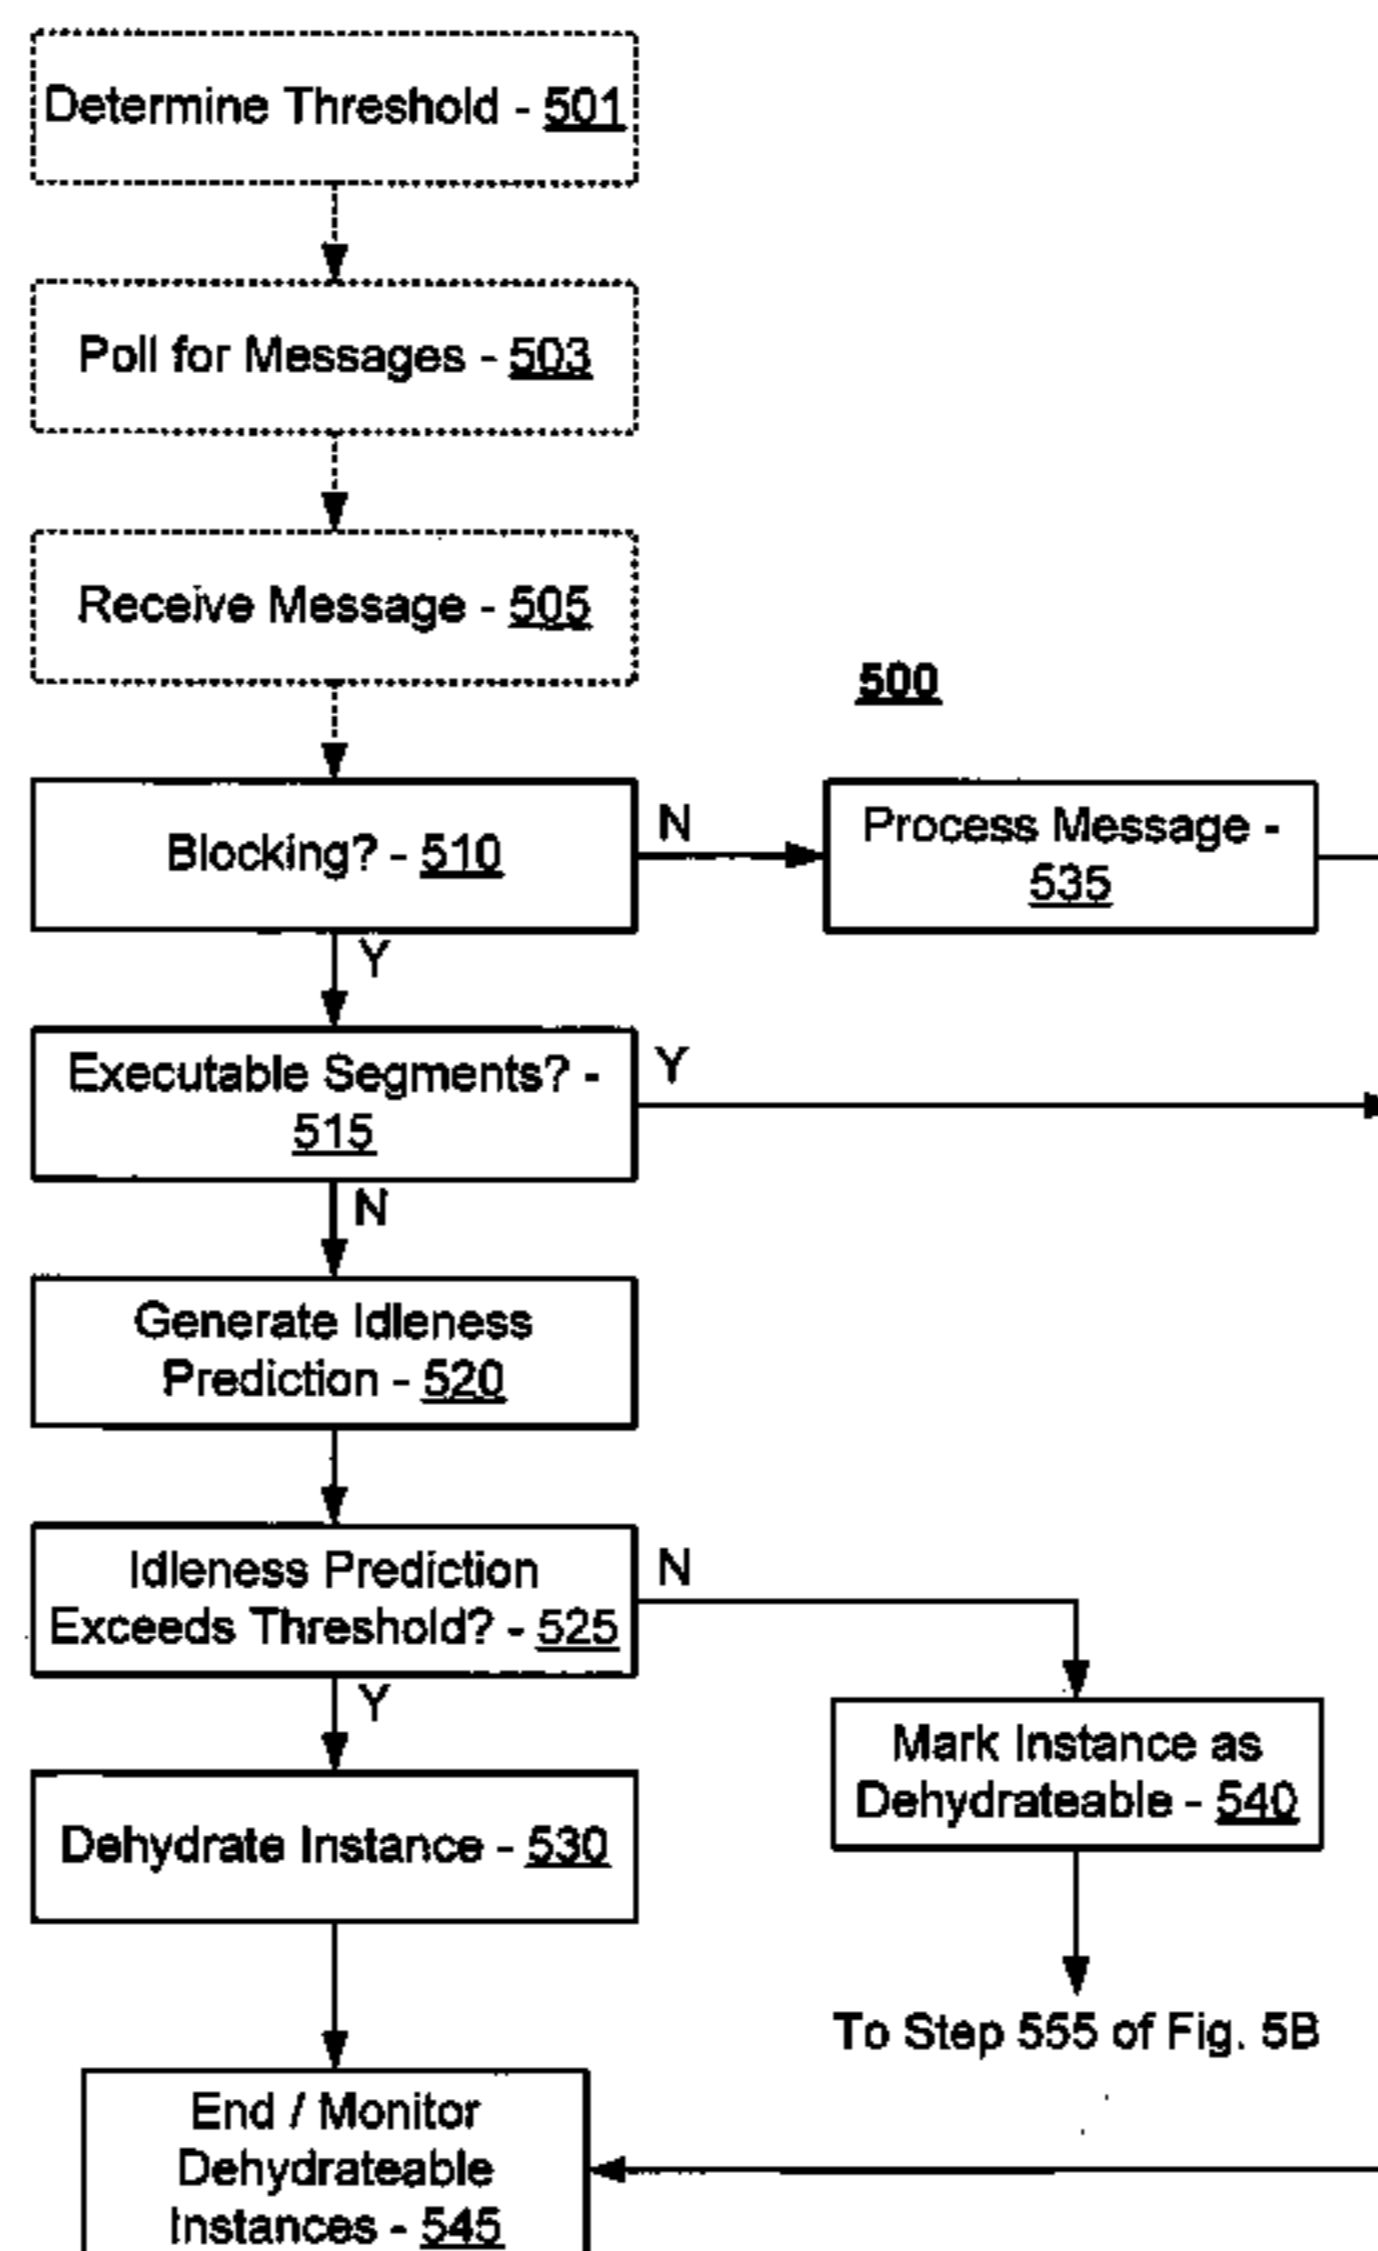 Determine Threshold - 501
Poll for Messages - 503
Receive Message - 505
500
Blocking? - 510
N
Process Message -
535
Y
Executable Segments? -
515
Y
N
Generate Idleness
Prediction - 520
Idleness Prediction
Exceeds Threshold? - 525
N
Y
Mark Instance as
Dehydrateable - 540
Dehydrate Instance - 530
To Step 555 of Fig. 5B
End / Monitor
Dehydrateable
Instances - 545